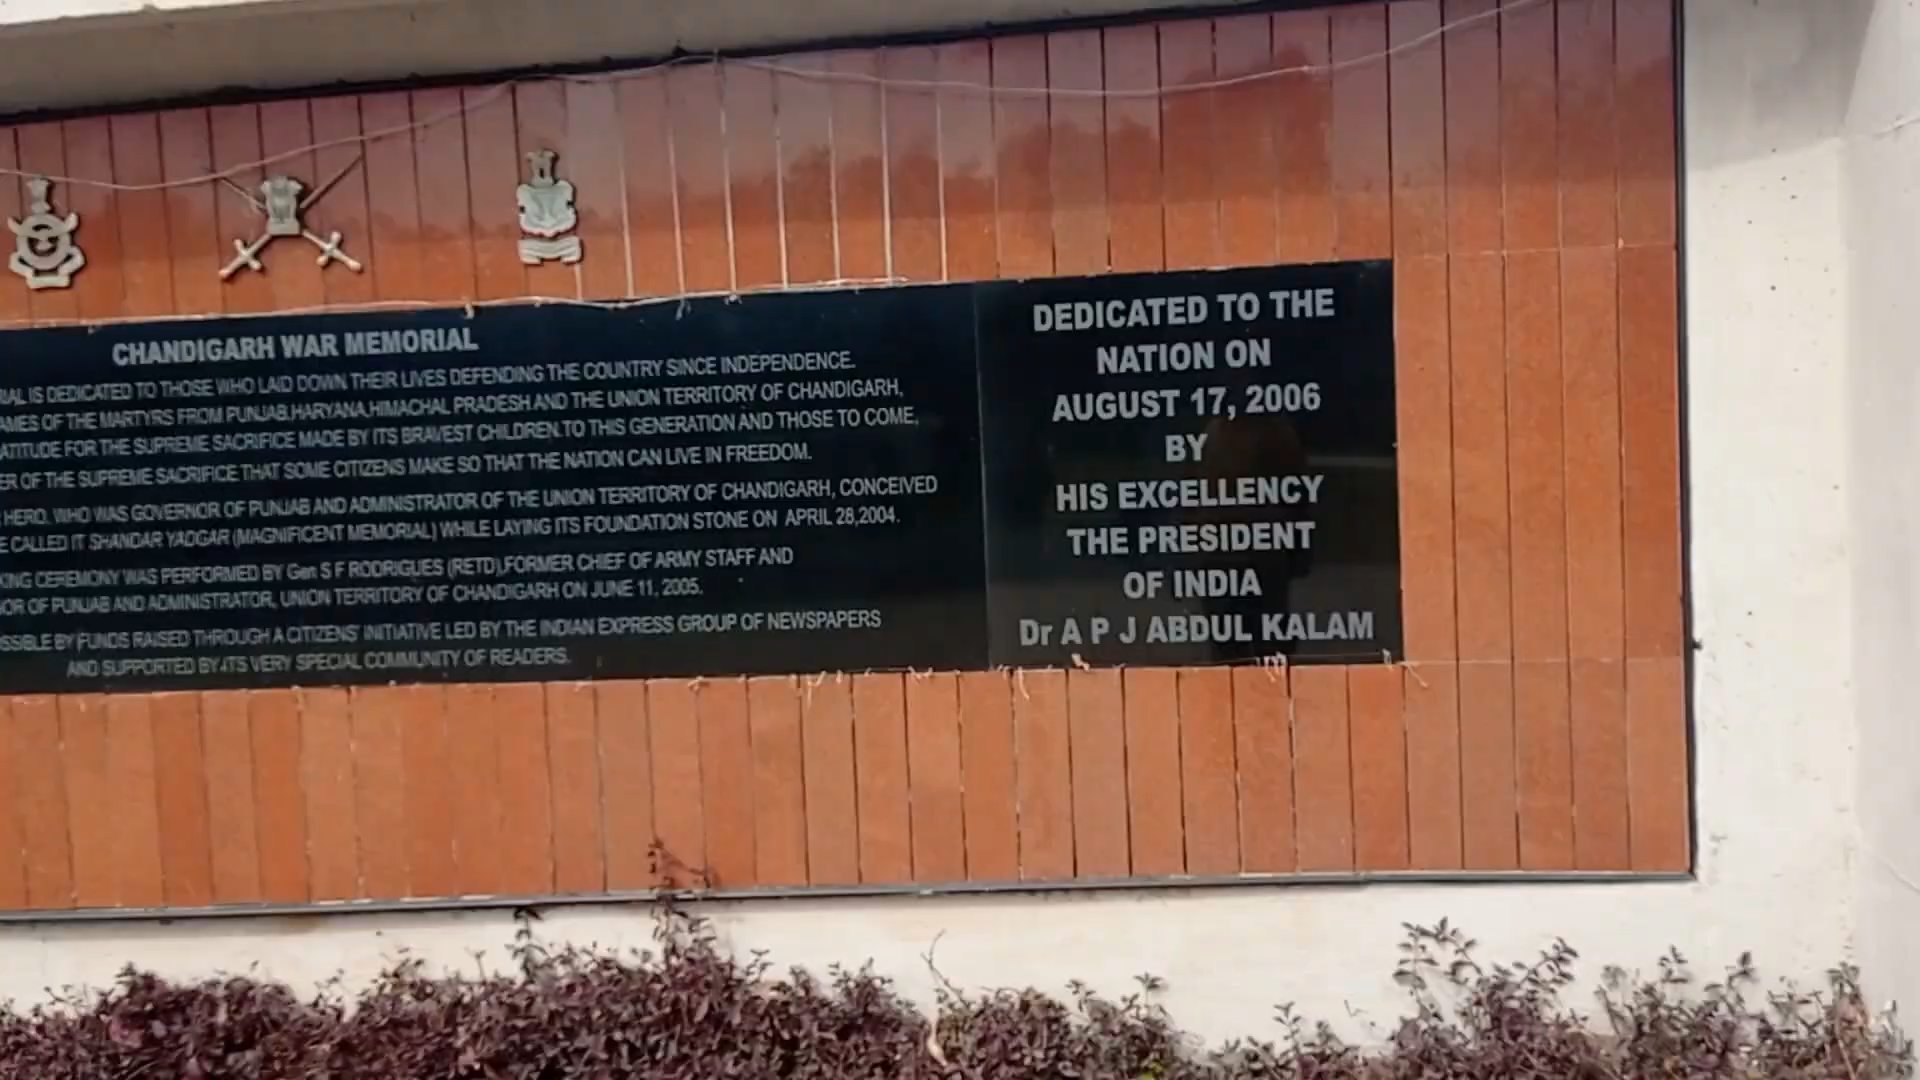 CHANDIGARH WAR MEMORIAL
IS DEDICATED TO THOSE WHO LAID DOWN THEIR LIVES DEFENDING THE COUNTRY SINCE INDEPENDENCE.
OF THE MARTYRS FROM PUNJAB,HARYANA,HIMACHAL PRADESH AND THE UNION TERRITORY OF CHANDIGARH,
FOR THE SUPREME SACRIFICE MADE BY ITS BRAVEST CHILDREN.TO THIS GENERATION AND THOSE TO COME,
OF THE SUPREME SACRIFICE THAT SOME CITIZENS MAKE SO THAT THE NATION CAN LIVE IN FREEDOM.
HERO. WHO WAS GOVERNOR OF PUNJAB AND ADMINISTRATOR OF THE UNION TERRITORY OF CHANDIGARH, CONCEIVED
CALLED IT SHANDAR YADGAR (MAGNIFICENT MEMORIAL) WHILE LAYING ITS FOUNDATION STONE ON APRIL 28,2004.
CEREMONY WAS PERFORMED BY Gen S F RODRIGUES (RETD),FORMER CHIEF OF ARMY STAFF AND
OF PUNJAB AND ADMINISTRATOR, UNION TERRITORY OF CHANDIGARH ON JUNE 11, 2005.
BY FUNDS RAISED THROUGH A CITIZENS' INITIATIVE LED BY THE INDIAN EXPRESS GROUP OF NEWSPAPERS
AND SUPPORTED BY ITS VERY SPECIAL COMMUNITY OF READERS.
DEDICATED TO THE
NATION ON
AUGUST 17, 2006
BY
HIS EXCELLENCY
THE PRESIDENT
OF INDIA
Dr A P J ABDUL KALAM